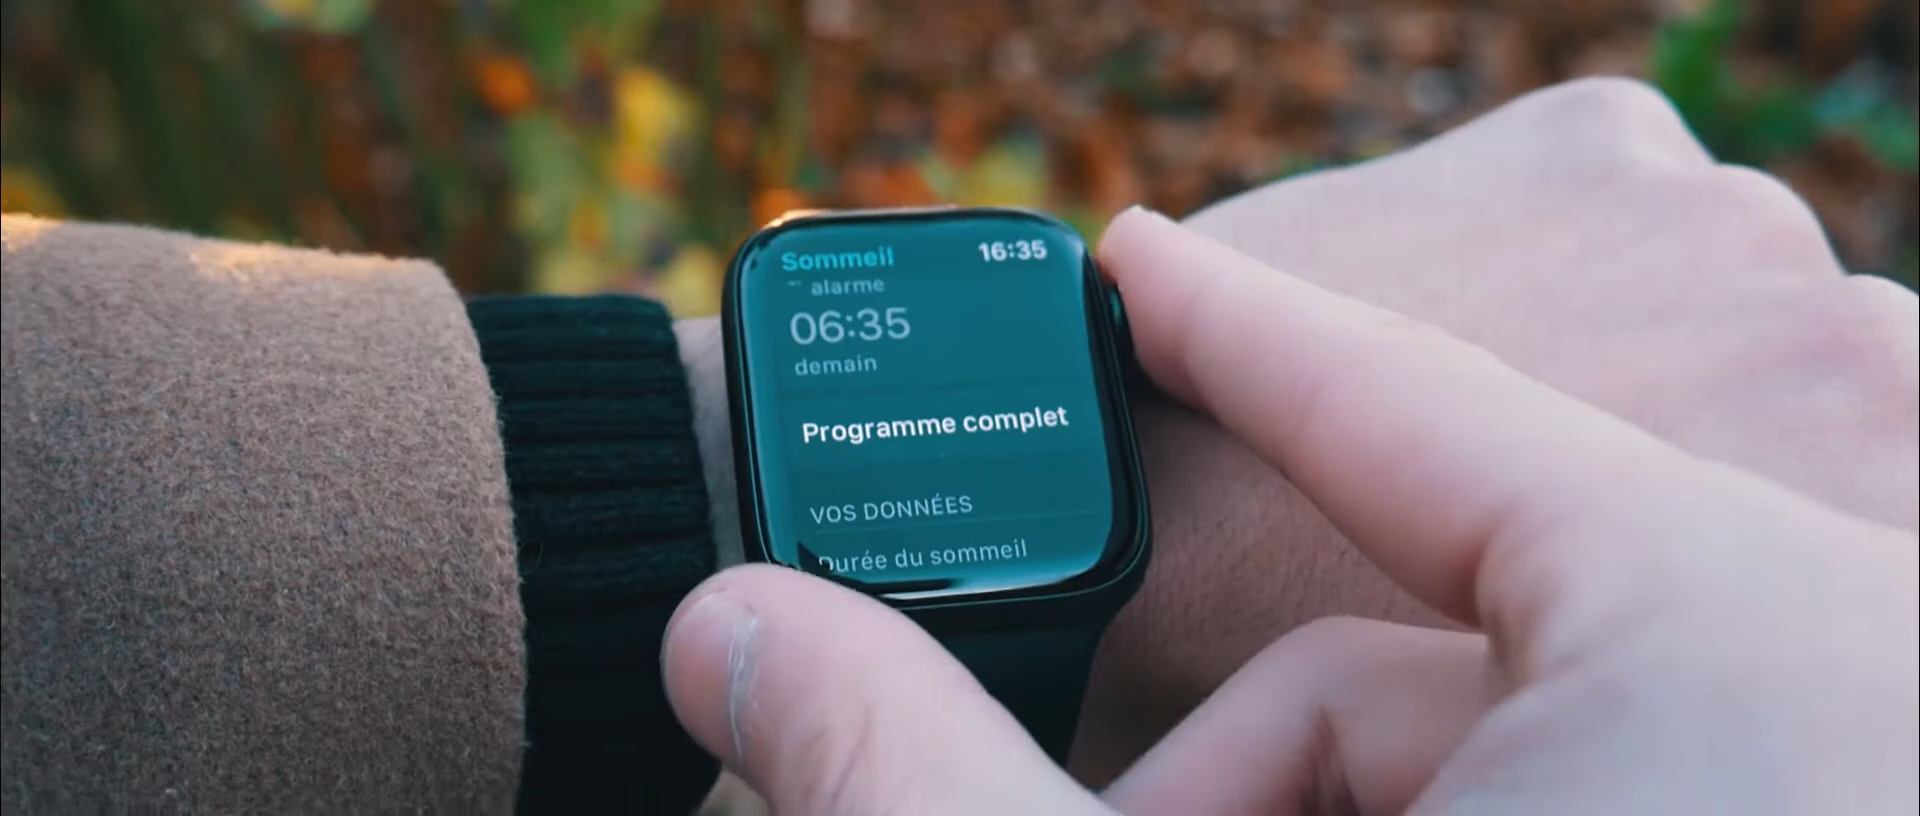 Sommeil 16:35
alarme
06:35
demain
Programme complet
VOS DONNÉES
Durée du sommeil